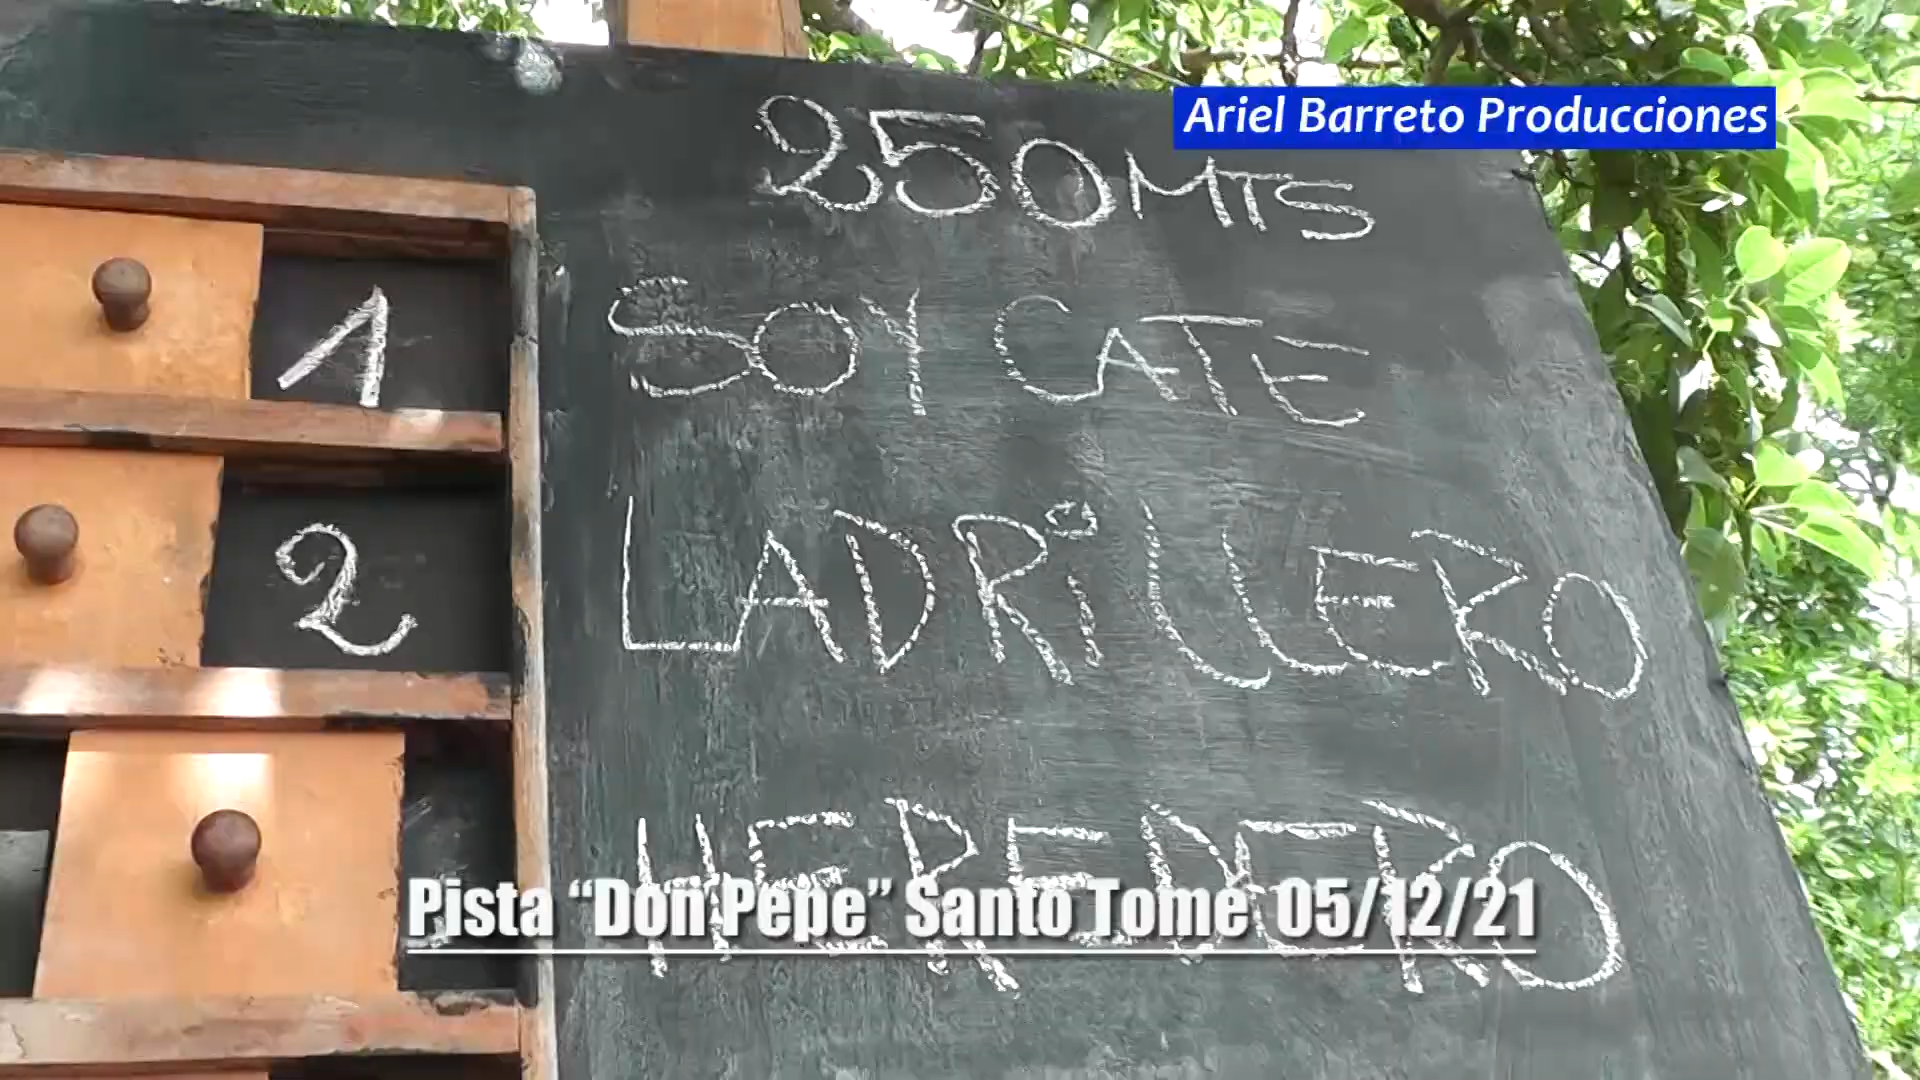 Ariel Barreto Producciones
250MTS
1 SOY CATE
2 LADRiLLERO
HEREDERO
Pista “Don Pepe” Santo Tome 05/12/21